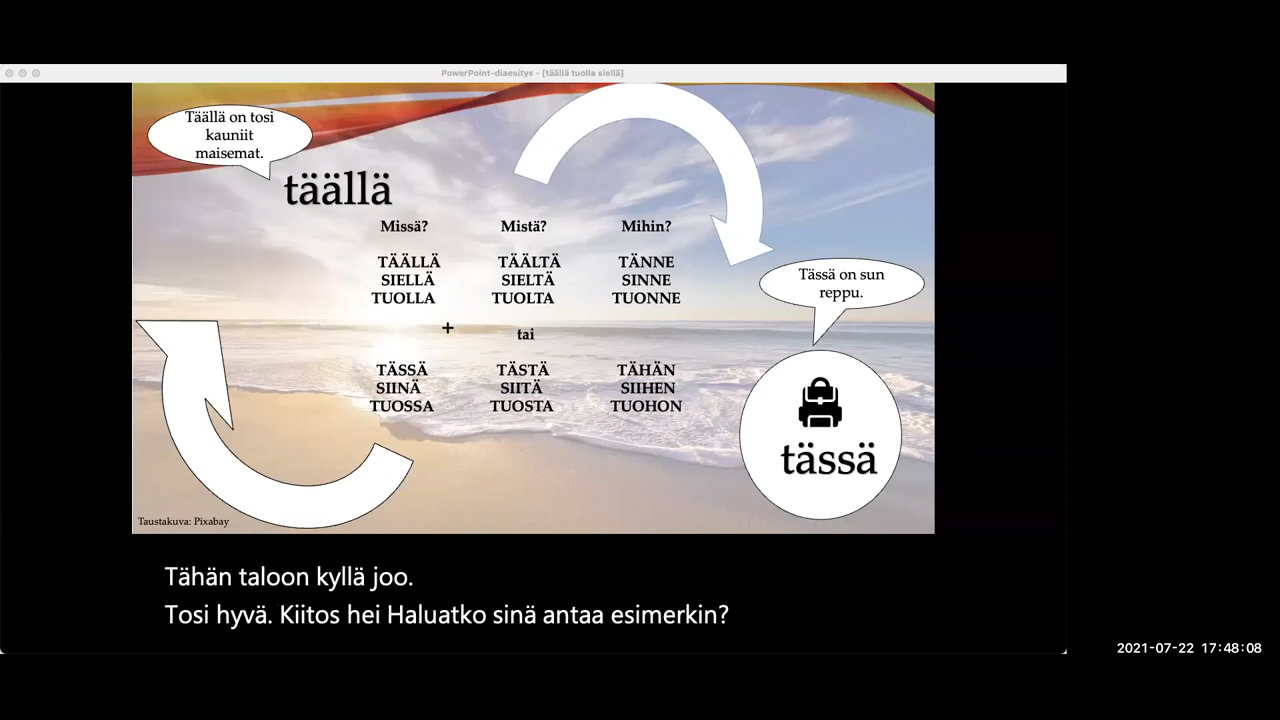 PowerPoint-diaesitys - [täällä tuolla siellä]
Täällä on tosi
kauniit
maisemat.
täällä
Missä? Mistä? Mihin?
TÄÄLLÄ TÄÄLTÄ TÄNNE
SIELLÄ SIELTÄ SINNE
TUOLLA TUOLTA TUONNE
+ tai
TÄSSÄ TÄSTÄ TÄHÄN
SIINÄ SIITÄ SIIHEN
TUOSSA TUOSTA TUOHON
Tässä on sun
reppu.
tässä
Taustakuva: Pixabay
Tähän taloon kyllä joo.
Tosi hyvä. Kiitos hei Haluatko sinä antaa esimerkin?
2021-07-22 17:48:08